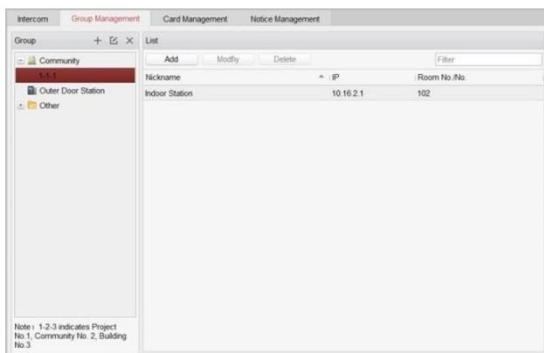 Intercom Group Management Card Management Notice Management
Group + × List
Community
1-1-1
Outer Door Station
Other
Add Modfiy Delete Filter
Nickname IP Room No./No.
Indoor Station 10.16.2.1 102
Note: 1-2-3 indicates Project
No.1, Community No. 2, Building
No.3